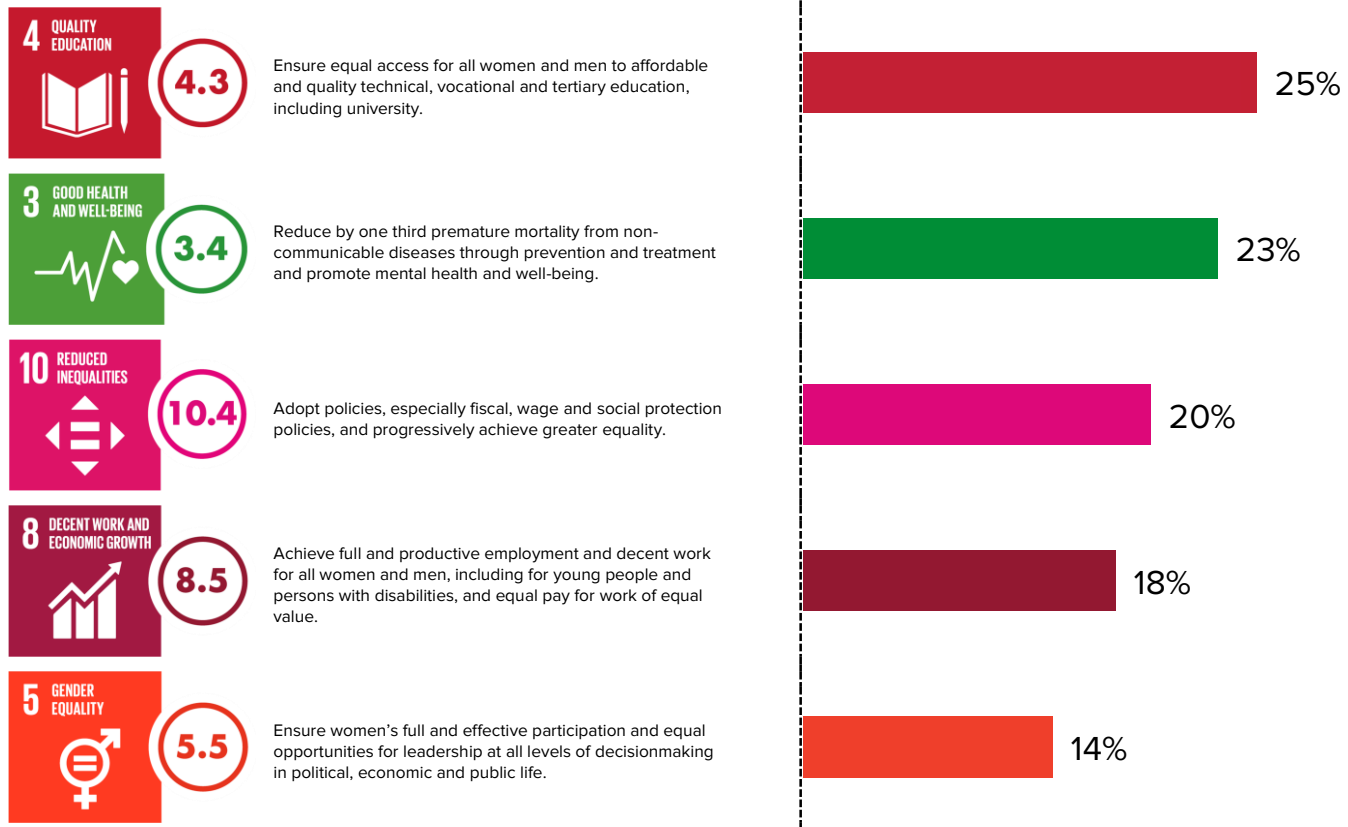 4 QUALITY
EDUCATION
4.3
Ensure equal access for all women and men to affordable
and quality technical, vocational and tertiary education,
including university.
25%
3 GOOD HEALTH
AND WELL-BEING
3.4
Reduce by one third premature mortality from non-
communicable diseases through prevention and treatment
and promote mental health and well-being.
23%
10 REDUCED
INEQUALITIES
10.4
Adopt policies, especially fiscal, wage and social protection
policies, and progressively achieve greater equality.
20%
8 DECENT WORK AND
ECONOMIC GROWTH
8.5
Achieve full and productive employment and decent work
for all women and men, including for young people and
persons with disabilities, and equal pay for work of equal
value.
18%
5 GENDER
EQUALITY
5.5
Ensure women’s full and effective participation and equal
opportunities for leadership at all levels of decisionmaking
in political, economic and public life.
14%